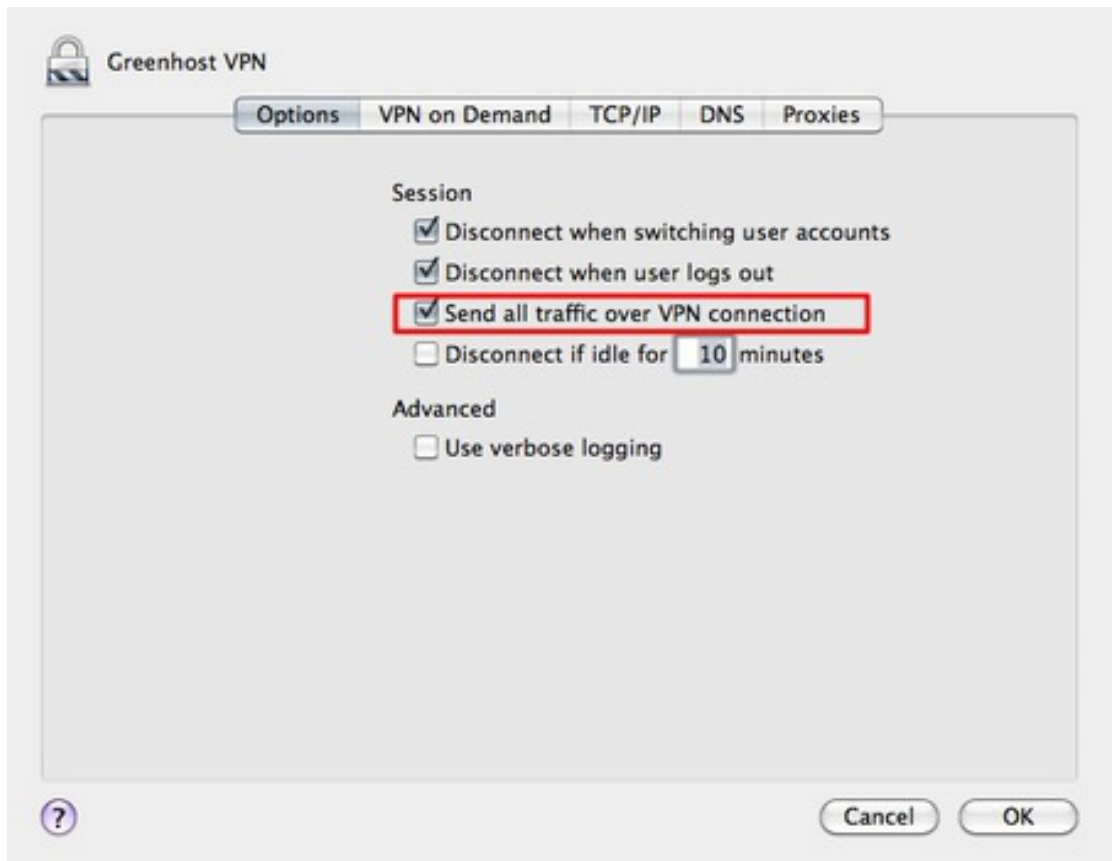 Greenhost VPN
Options VPN on Demand TCP/IP DNS Proxies
Session
Disconnect when switching user accounts
Disconnect when user logs out
Send all traffic over VPN connection
Disconnect if idle for 10 minutes
Advanced
Use verbose logging
? Cancel OK